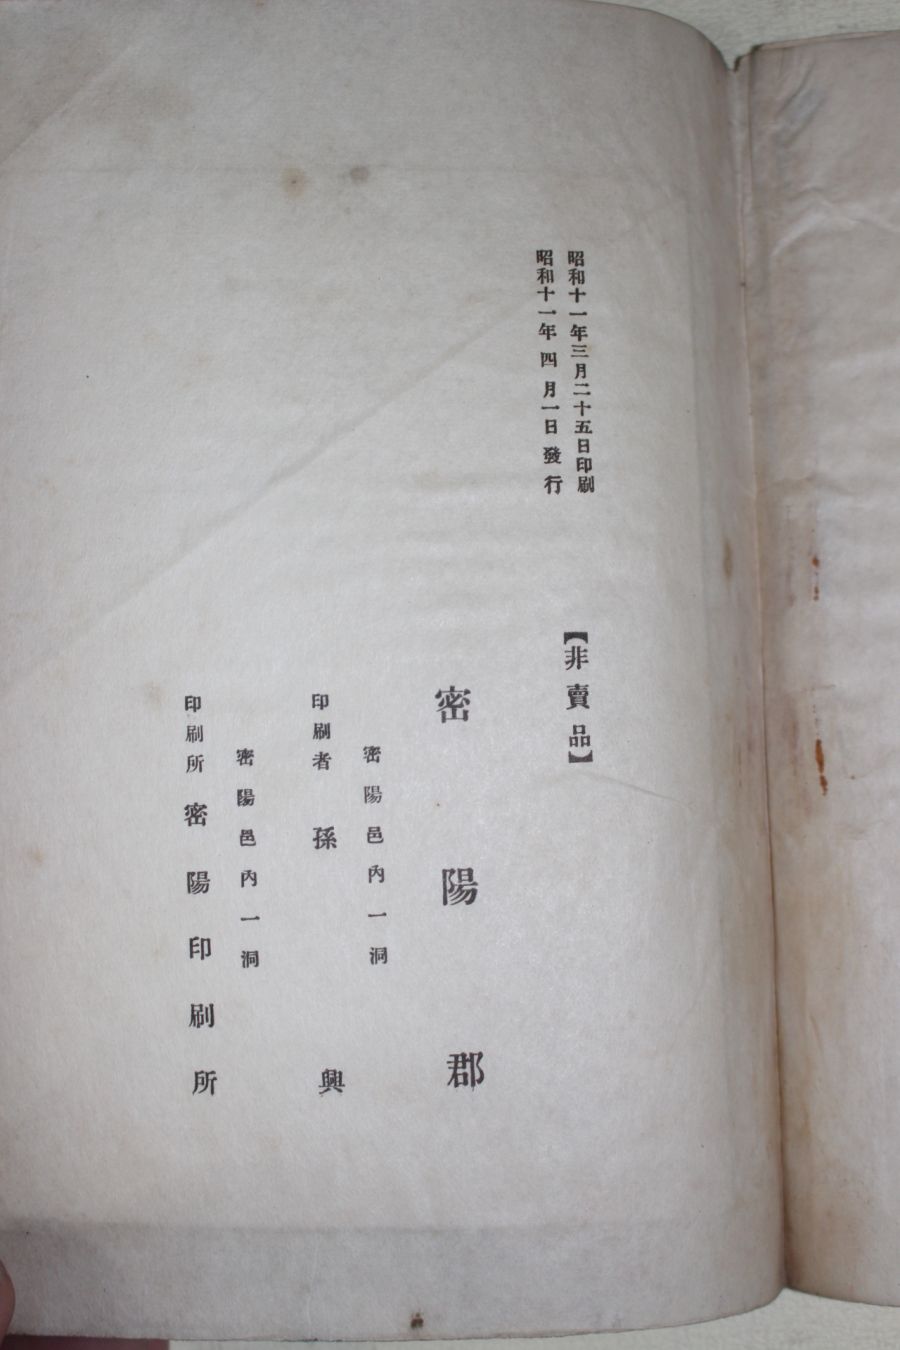 昭和十一年三月二十五日印刷
昭和十一年四月一日發行
【非賣品】
密陽郡
密陽邑內一洞
印刷者 孫興
密陽邑內一洞
印刷所 密陽印刷所